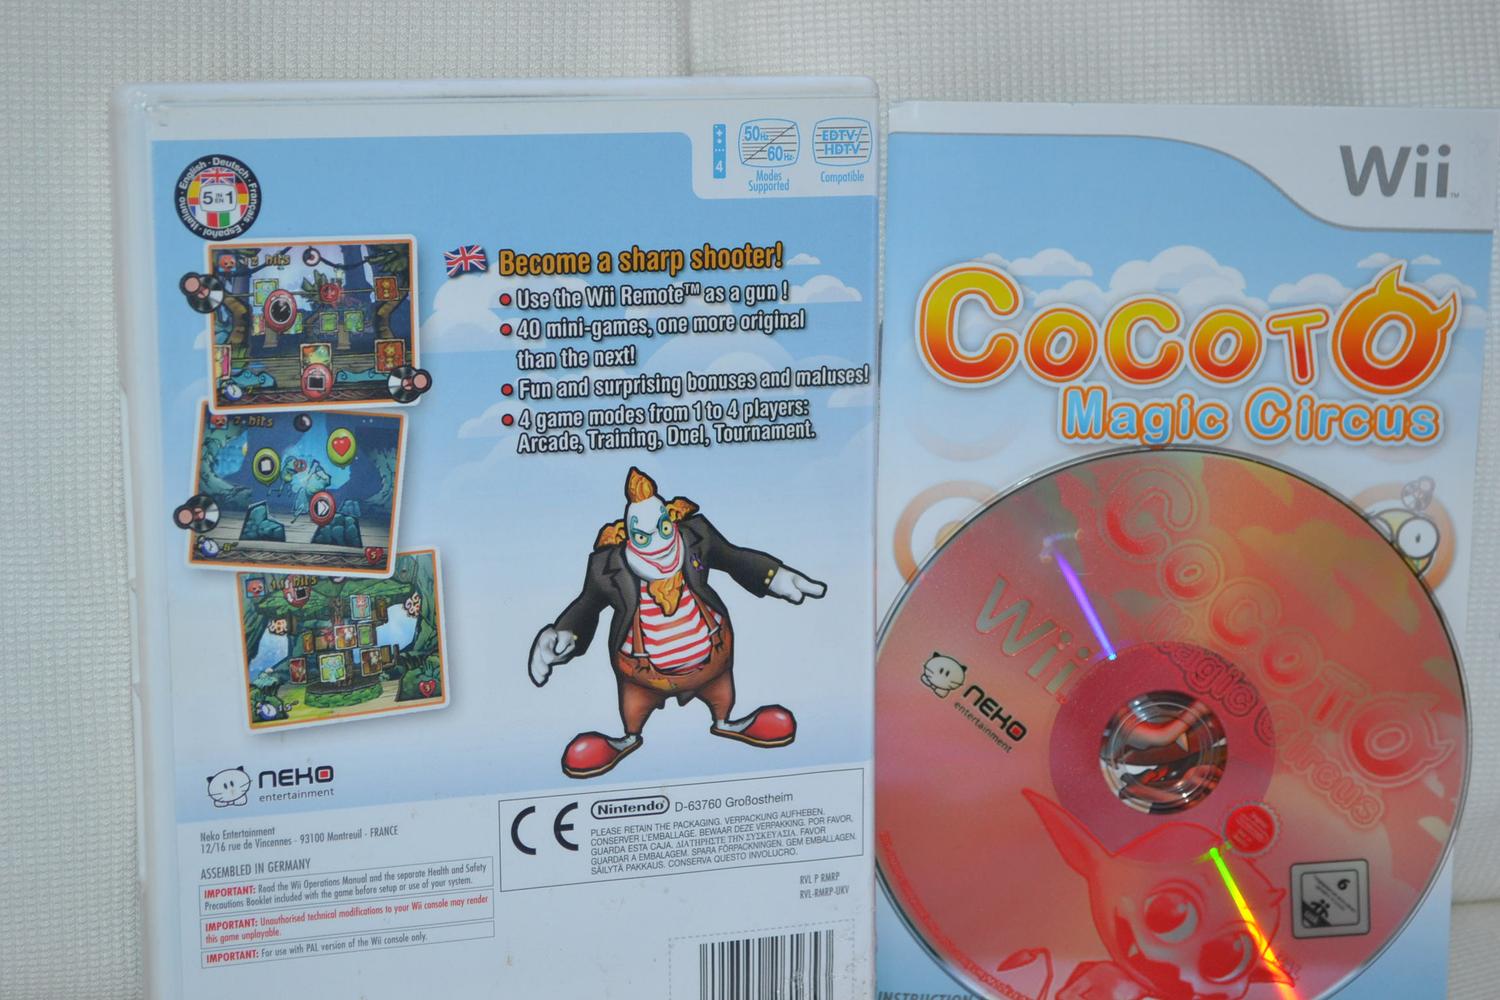 English · Deutsch · Français · Español · Italiano
5 IN EN 1
4
50Hz
60Hz
Modes
Supported
EDTV/
HDTV
Compatible
Become a sharp shooter!
Use the Wii Remote™ as a gun !
40 mini-games, one more original
than the next!
Fun and surprising bonuses and maluses!
4 game modes from 1 to 4 players:
Arcade, Training, Duel, Tournament.
neko
entertainment
Neko Entertainment
12/16 rue de Vincennes - 93100 Montreuil - FRANCE
ASSEMBLED IN GERMANY
IMPORTANT: Read the Wii Operations Manual and the separate Health and Safety
Precautions Booklet included with the game before setup or use of your system.
IMPORTANT: Unauthorised technical modifications to your Wii console may render
this game unplayable.
IMPORTANT: For use with PAL version of the Wii console only.
CE
Nintendo D-63760 Großostheim
PLEASE RETAIN THE PACKAGING. VERPACKUNG AUFHEBEN.
CONSERVER L'EMBALLAGE. BEWAAR DEZE VERPAKKING. POR FAVOR,
GUARDA ESTA CAJA. ΔΙΑΤΗΡΗΣΤΕ ΤΗΝ ΣΥΣΚΕΥΑΣΙΑ. FAVOR
GUARDAR A EMBALAGEM. SPARA FÖRPACKNINGEN. GEM EMBALLAGEN.
SÄILYTÄ PAKKAUS. CONSERVA QUESTO INVOLUCRO.
RVL P RMRP
RVL-RMRP-UKV
Wii™
Cocoto
Magic Circus
Wii
Cocoto
Magic Circus
neko
entertainment
INSTRUCTION